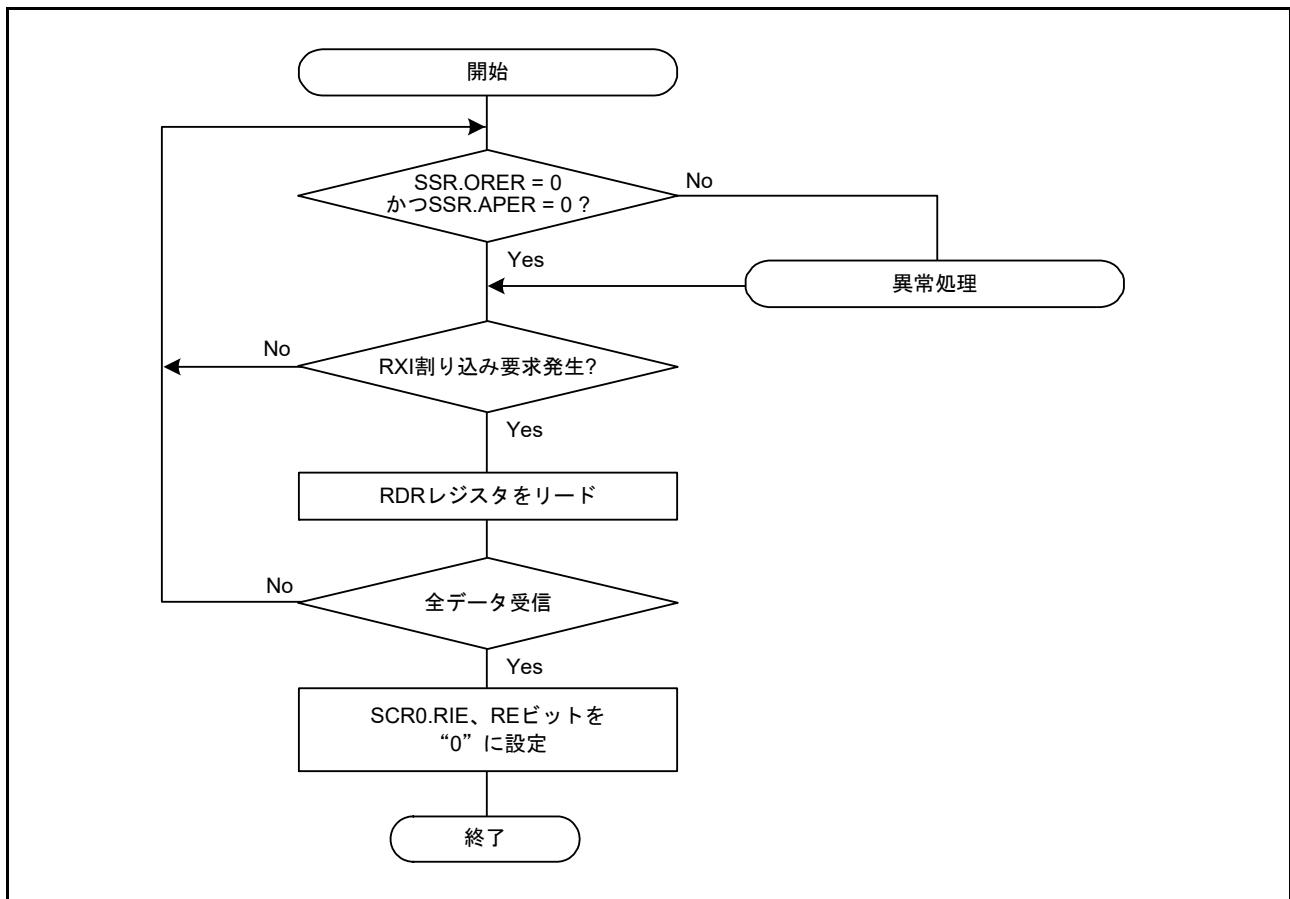 開始
SSR.ORER = 0
かつSSR.APER = 0 ?
No
Yes
異常処理
No
RXI割り込み要求発生?
Yes
RDRレジスタをリード
No
全データ受信
Yes
SCR0.RIE、REビットを
“0”に設定
終了